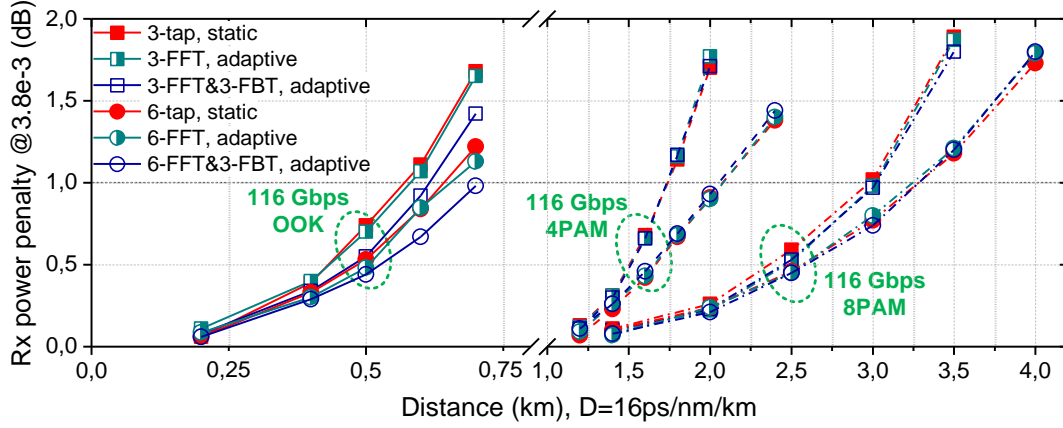 Rx power penalty @3.8e-3 (dB)
2,0
1,5
1,0
0,5
0,0
3-tap, static
3-FFT, adaptive
3-FFT&3-FBT, adaptive
6-tap, static
6-FFT, adaptive
6-FFT&3-FBT, adaptive
116 Gbps
OOK
116 Gbps
4PAM
116 Gbps
8PAM
0,0
0,25
0,5
0,75
1,0
1,5
2,0
2,5
3,0
3,5
4,0
Distance (km), D=16ps/nm/km